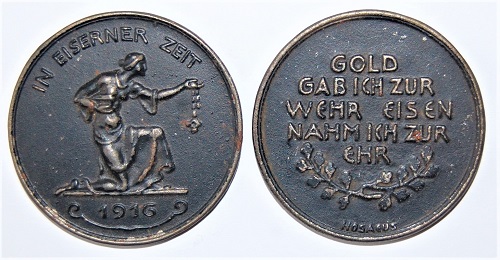 IN EISERNER ZEIT
1916
GOLD
GAB ICH ZUR
WEHR EISEN
NAHM ICH ZUR
EHR
HOSAEUS